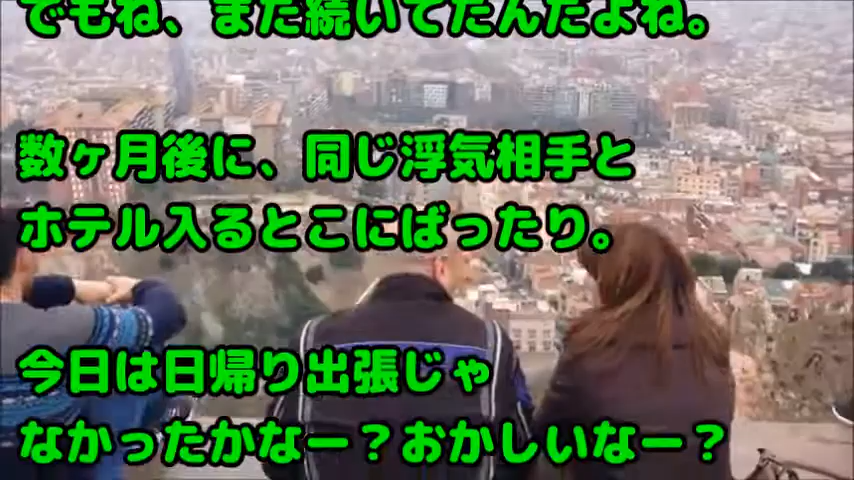 でもね、まだ続いてたんだよね。
数ヶ月後に、同じ浮気相手と
ホテル入るとこにばったり。
今日は日帰り出張じゃ
なかったかなー？おかしいなー？